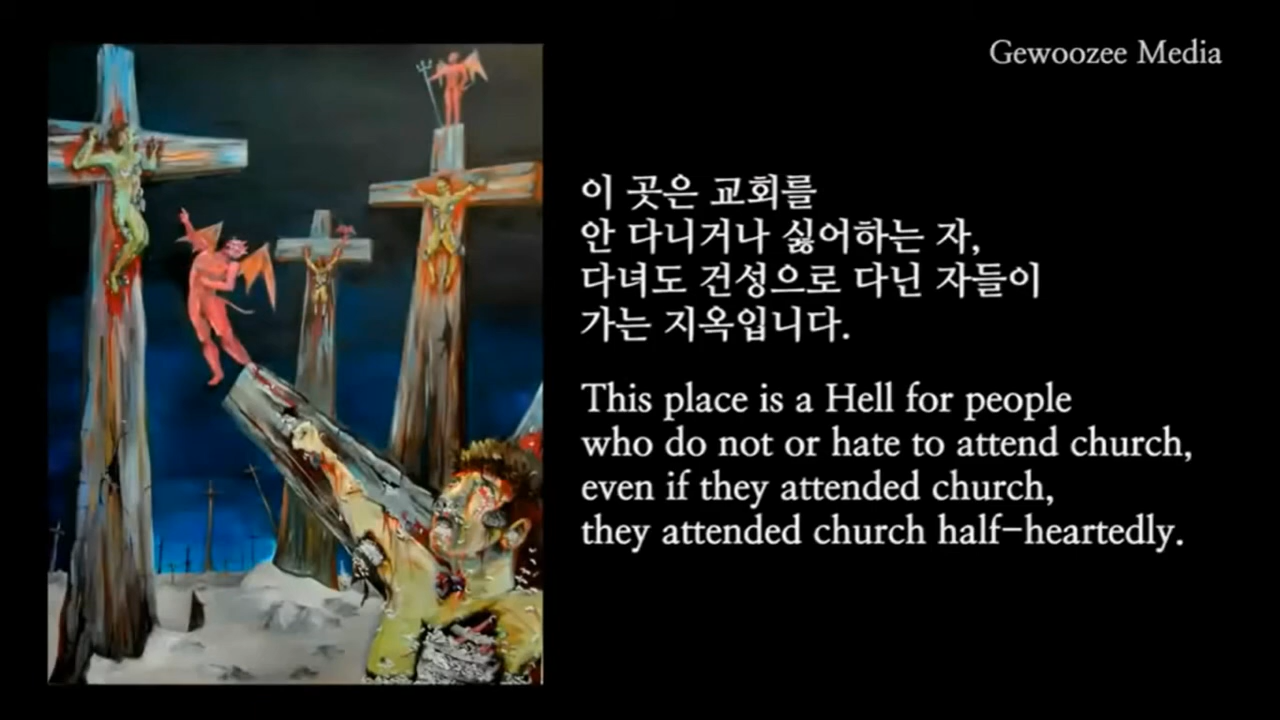 Gewoozee Media
이 곳은 교회를
안 다니거나 싫어하는 자,
다녀도 건성으로 다닌 자들이
가는 지옥입니다.
This place is a Hell for people
who do not or hate to attend church,
even if they attended church,
they attended church half-heartedly.